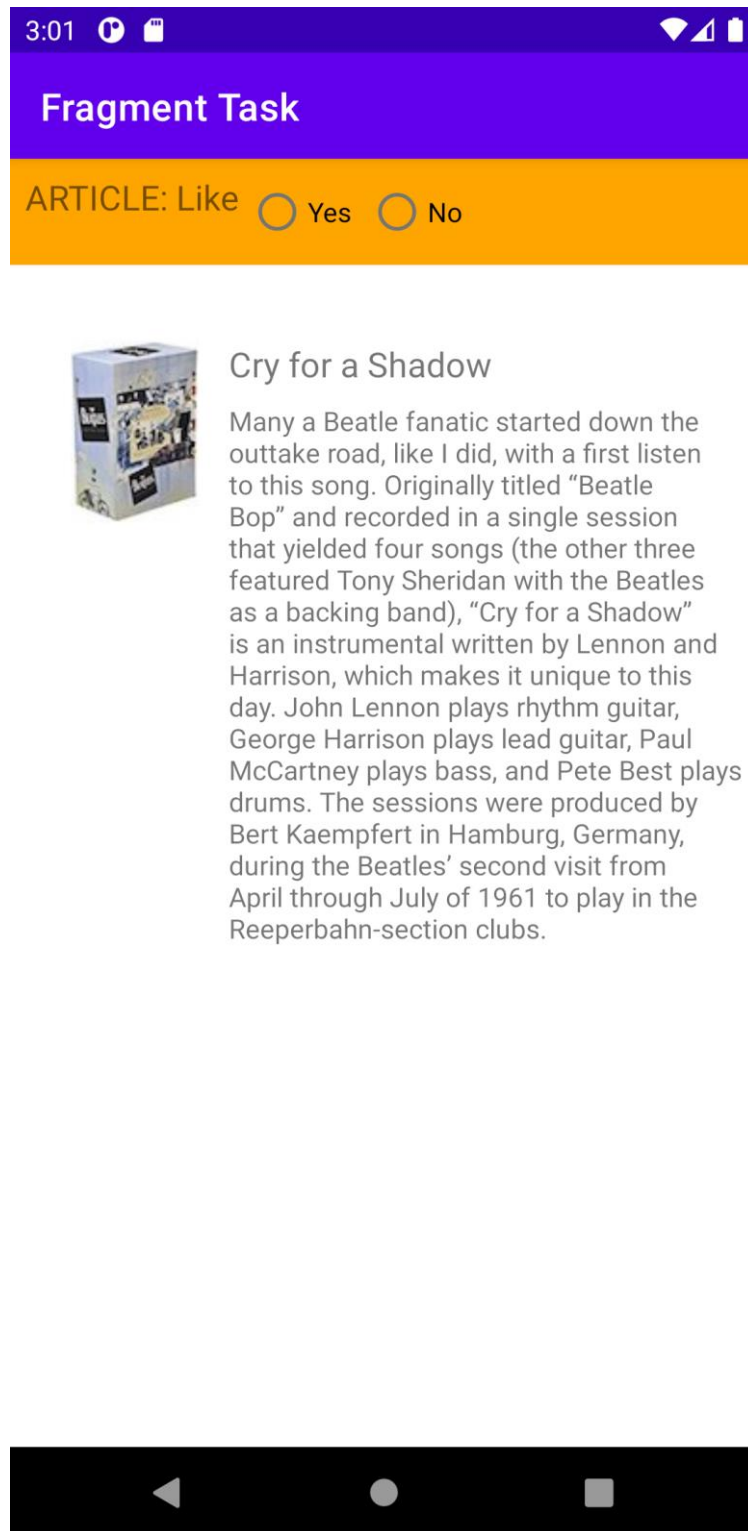 3:01
Fragment Task
ARTICLE: Like Yes No
Cry for a Shadow
Many a Beatle fanatic started down the
outtake road, like I did, with a first listen
to this song. Originally titled “Beatle
Bop” and recorded in a single session
that yielded four songs (the other three
featured Tony Sheridan with the Beatles
as a backing band), “Cry for a Shadow”
is an instrumental written by Lennon and
Harrison, which makes it unique to this
day. John Lennon plays rhythm guitar,
George Harrison plays lead guitar, Paul
McCartney plays bass, and Pete Best plays
drums. The sessions were produced by
Bert Kaempfert in Hamburg, Germany,
during the Beatles’ second visit from
April through July of 1961 to play in the
Reeperbahn-section clubs.